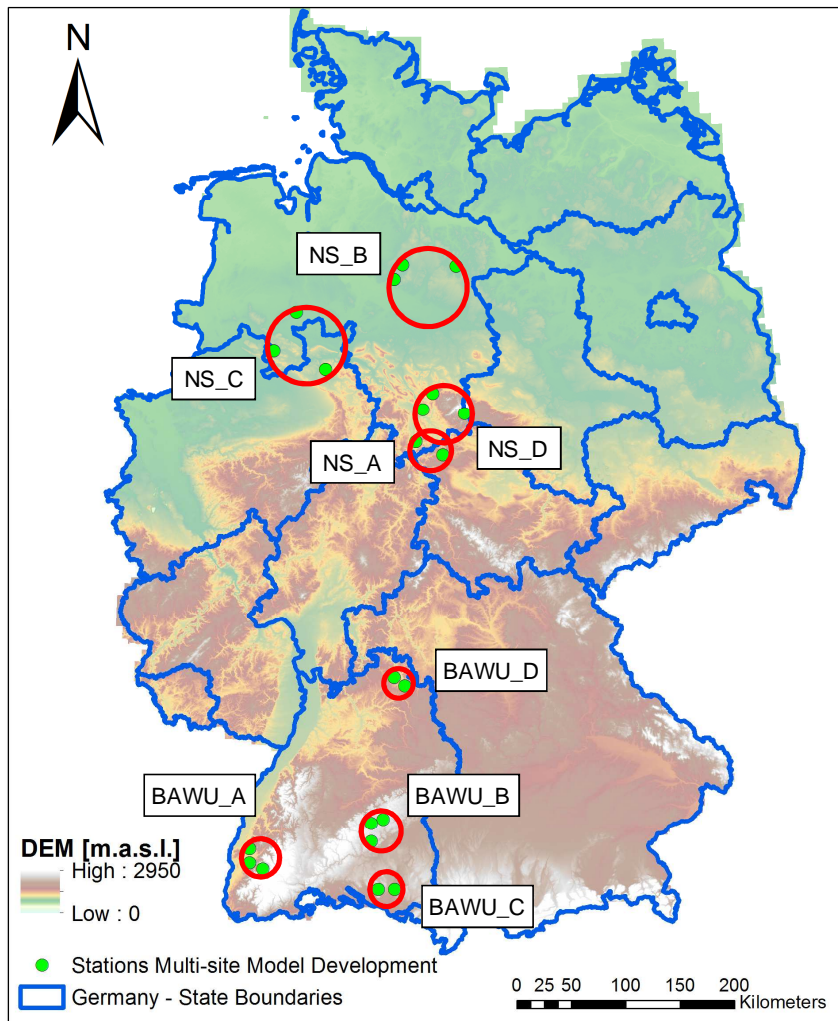 N
NS_B
NS_C
NS_A
NS_D
BAWU_D
BAWU_A
BAWU_B
BAWU_C
DEM [m.a.s.l.]
High : 2950
Low : 0
Stations Multi-site Model Development
Germany - State Boundaries
0 25 50 100 150 200
Kilometers